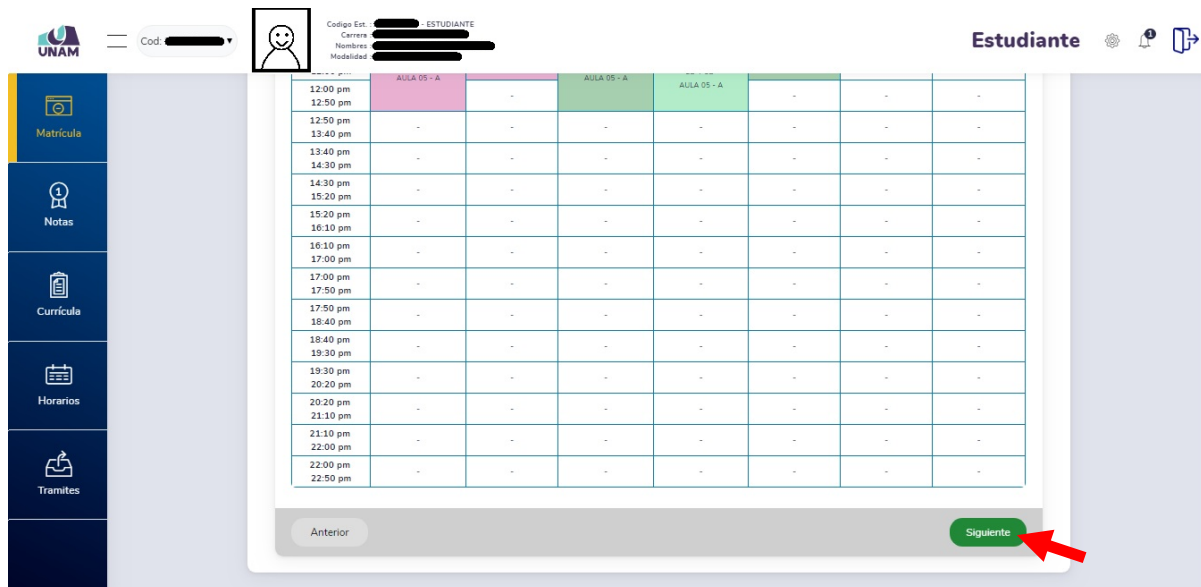 UNAM
Cod:
Codigo Est. : - ESTUDIANTE
Carrera :
Nombres :
Modalidad :
Estudiante
1
Matrícula
Notas
Currícula
Horarios
Tramites
AULA 05 - A AULA 05 - A
AULA 05 - A
12:00 pm
12:50 pm - - - -
12:50 pm
13:40 pm - - - - - - -
13:40 pm
14:30 pm - - - - - - -
14:30 pm
15:20 pm - - - - - - -
15:20 pm
16:10 pm - - - - - - -
16:10 pm
17:00 pm - - - - - - -
17:00 pm
17:50 pm - - - - - - -
17:50 pm
18:40 pm - - - - - - -
18:40 pm
19:30 pm - - - - - - -
19:30 pm
20:20 pm - - - - - - -
20:20 pm
21:10 pm - - - - - - -
21:10 pm
22:00 pm - - - - - - -
22:00 pm
22:50 pm - - - - - - -
Anterior
Siguiente